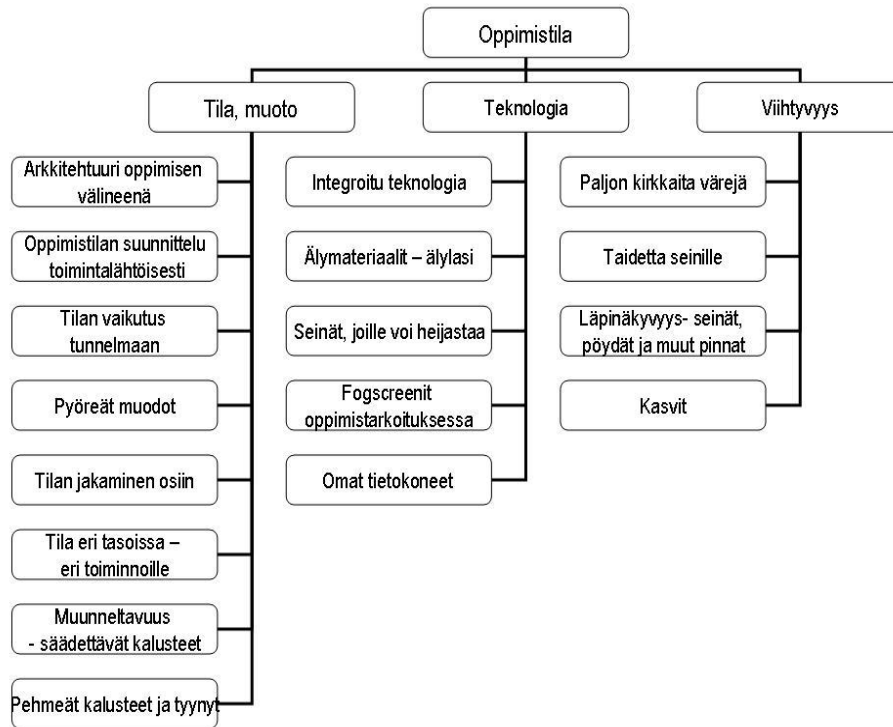 Oppimistila
Tila, muoto
Arkkitehtuuri oppimisen
välineenä
Oppimistilan suunnittelu
toimintalähtöisesti
Tilan vaikutus
tunnelmaan
Pyöreät muodot
Tilan jakaminen osiin
Tila eri tasoissa –
eri toiminnoille
Muunneltavuus
- säädettävät kalusteet
Pehmeät kalusteet ja tyynyt
Teknologia
Integroitu teknologia
Älymateriaalit – älylasi
Seinät, joille voi heijastaa
Fogscreenit
oppimistarkoituksessa
Omat tietokoneet
Viihtyvyys
Paljon kirkkaita värejä
Taidetta seinille
Läpinäkyvyys- seinät,
pöydät ja muut pinnat
Kasvit